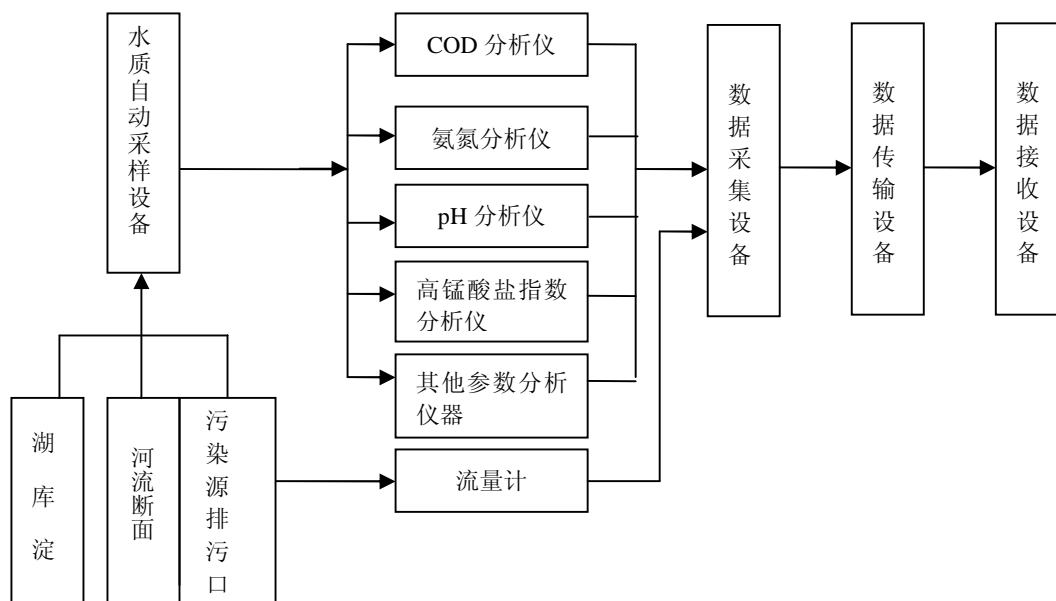 水质自动采样设备
COD 分析仪
氨氮分析仪
pH 分析仪
高锰酸盐指数
分析仪
其他参数分析
仪器
流量计
数据采集设备
数据传输设备
数据接收设备
湖库淀
河流断面
污染源排污口